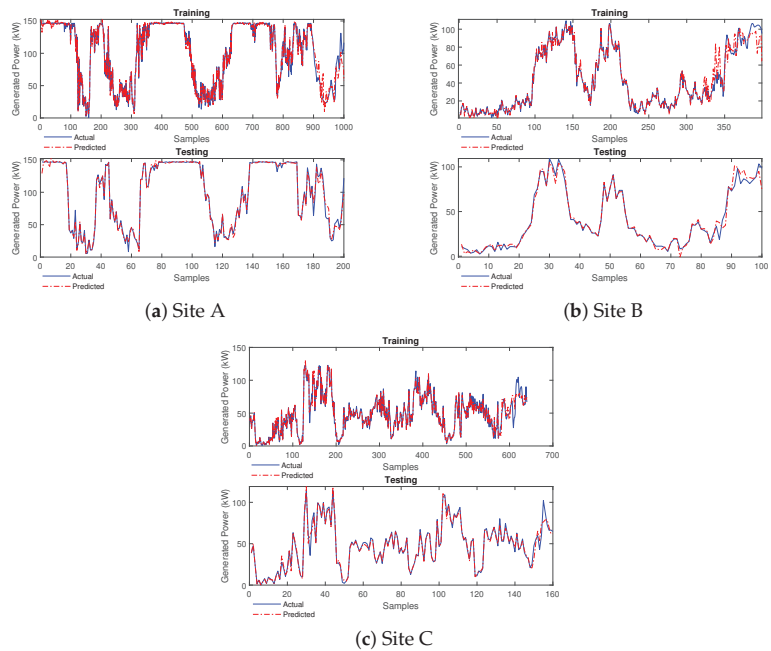 Training
Generated Power (kW)
150
100
50
0
0 100 200 300 400 500 600 700 800 900 1000
Samples
Actual
Predicted
Testing
Generated Power (kW)
150
100
50
0
0 20 40 60 80 100 120 140 160 180 200
Samples
Actual
Predicted
(a) Site A
Training
Generated Power (kW)
100
80
60
40
20
0 50 100 150 200 250 300 350
Samples
Actual
Predicted
Testing
Generated Power (kW)
100
50
0
0 10 20 30 40 50 60 70 80 90 100
Samples
Actual
Predicted
(b) Site B
Training
Generated Power (kW)
150
100
50
0
0 100 200 300 400 500 600 700
Samples
Actual
Predicted
Testing
Generated Power (kW)
100
50
0
0 20 40 60 80 100 120 140 160
Samples
Actual
Predicted
(c) Site C